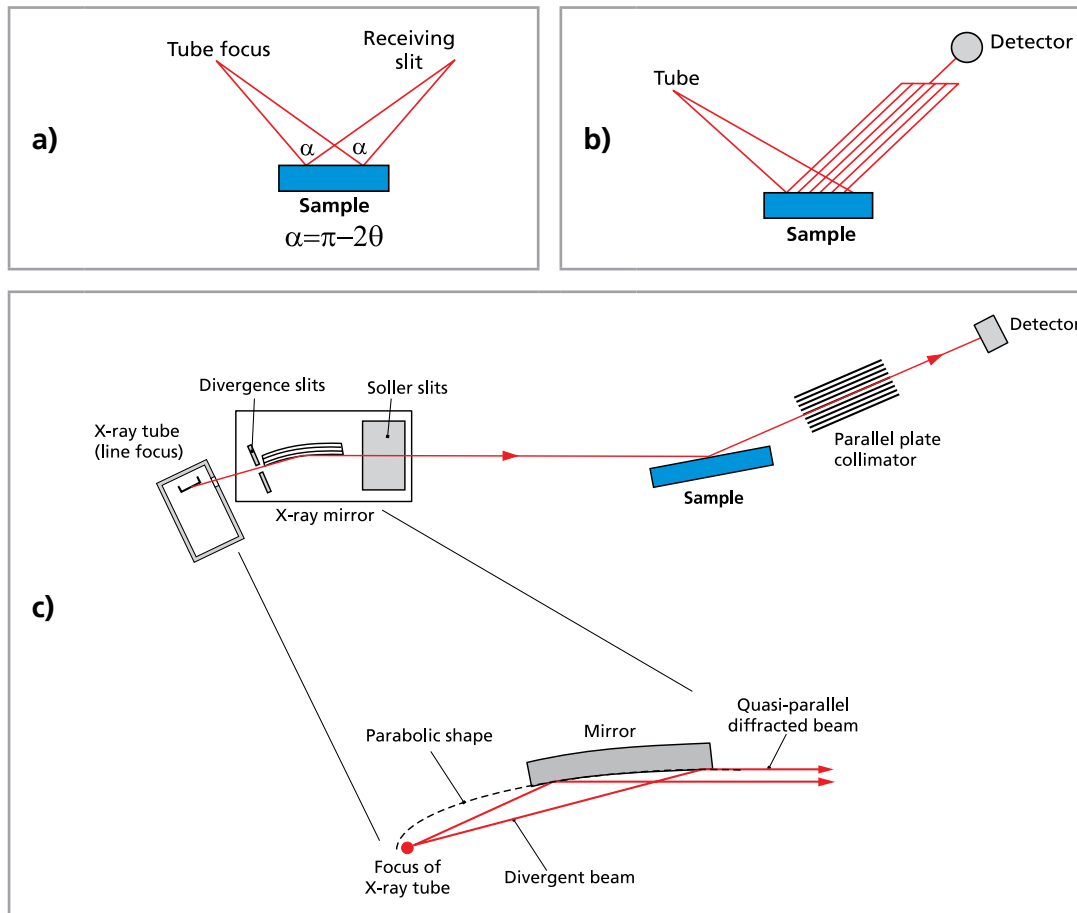 a)
Tube focus
Receiving
slit
α
α
Sample
α=π−2θ
b)
Tube
Detector
Sample
c)
X-ray tube
(line focus)
Divergence slits
Soller slits
X-ray mirror
Sample
Parallel plate
collimator
Detector
Parabolic shape
Mirror
Quasi-parallel
diffracted beam
Focus of
X-ray tube
Divergent beam